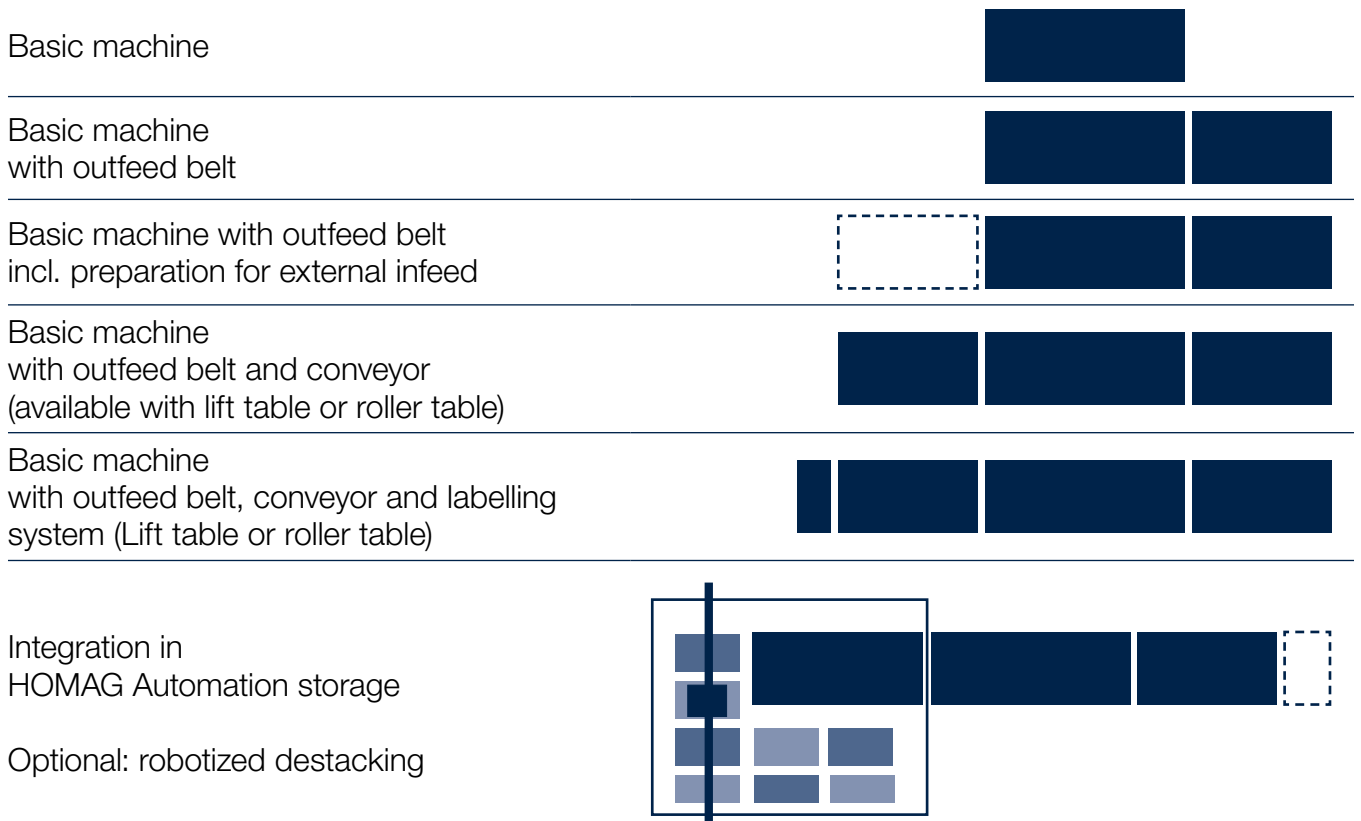 Basic machine
Basic machine
with outfeed belt
Basic machine with outfeed belt
incl. preparation for external infeed
Basic machine
with outfeed belt and conveyor
(available with lift table or roller table)
Basic machine
with outfeed belt, conveyor and labelling
system (Lift table or roller table)
Integration in
HOMAG Automation storage
Optional: robotized destacking